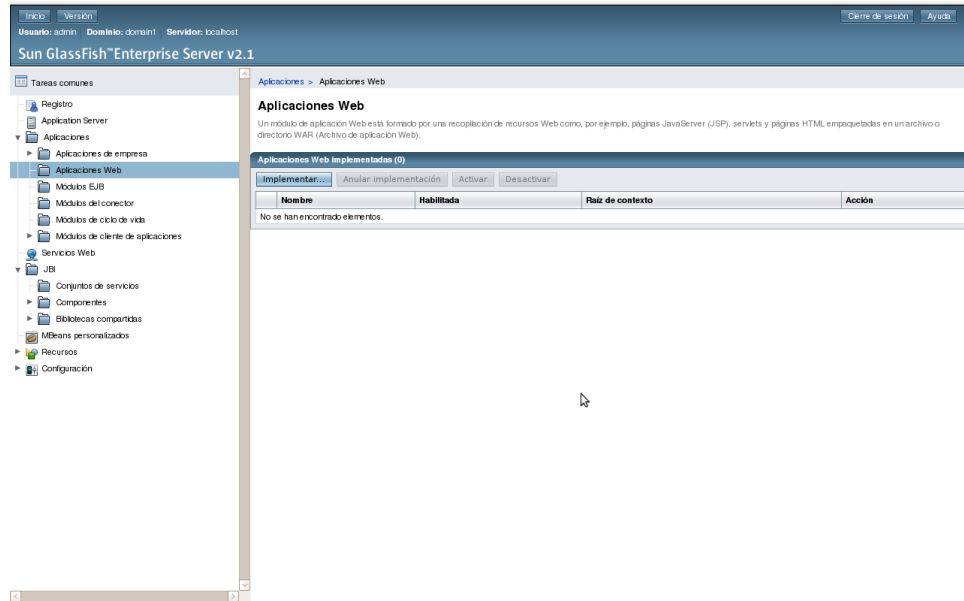 Inicio Versión Cierre de sesión Ayuda
Usuario: admin Dominio: domain1 Servidor: localhost
Sun GlassFish™ Enterprise Server v2.1
Tareas comunes
Registro
Application Server
Aplicaciones
Aplicaciones de empresa
Aplicaciones Web
Módulos EJB
Módulos del conector
Módulos de ciclo de vida
Módulos de cliente de aplicaciones
Servicios Web
JBI
Conjuntos de servicios
Componentes
Bibliotecas compartidas
MBeans personalizados
Recursos
Configuración
Aplicaciones > Aplicaciones Web
Aplicaciones Web
Un módulo de aplicación Web está formado por una recopilación de recursos Web como, por ejemplo, páginas JavaServer (JSP), servlets y páginas HTML empaquetadas en un archivo o
directorio WAR (Archivo de aplicación Web).
Aplicaciones Web implementadas (0)
Implementar... Anular implementación Activar Desactivar
Nombre Habilitada Raíz de contexto Acción
No se han encontrado elementos.